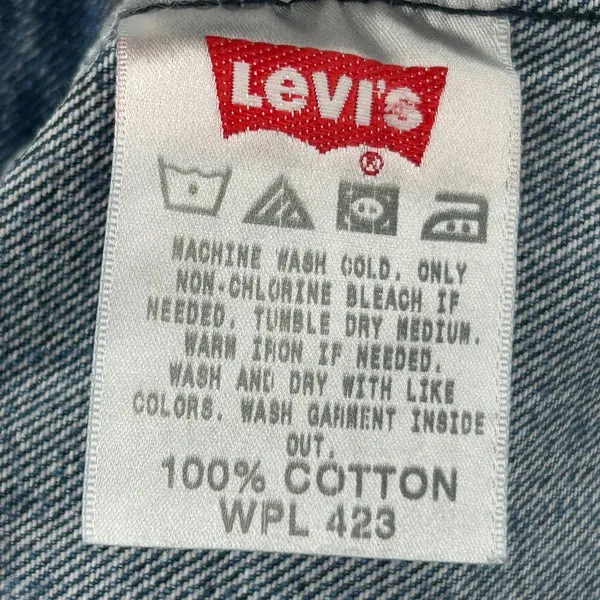 Levi's
®
MACHINE WASH COLD. ONLY
NON-CHLORINE BLEACH IF
NEEDED. TUMBLE DRY MEDIUM.
WARM IRON IF NEEDED.
WASH AND DRY WITH LIKE
COLORS. WASH GARMENT INSIDE
OUT.
100% COTTON
WPL 423